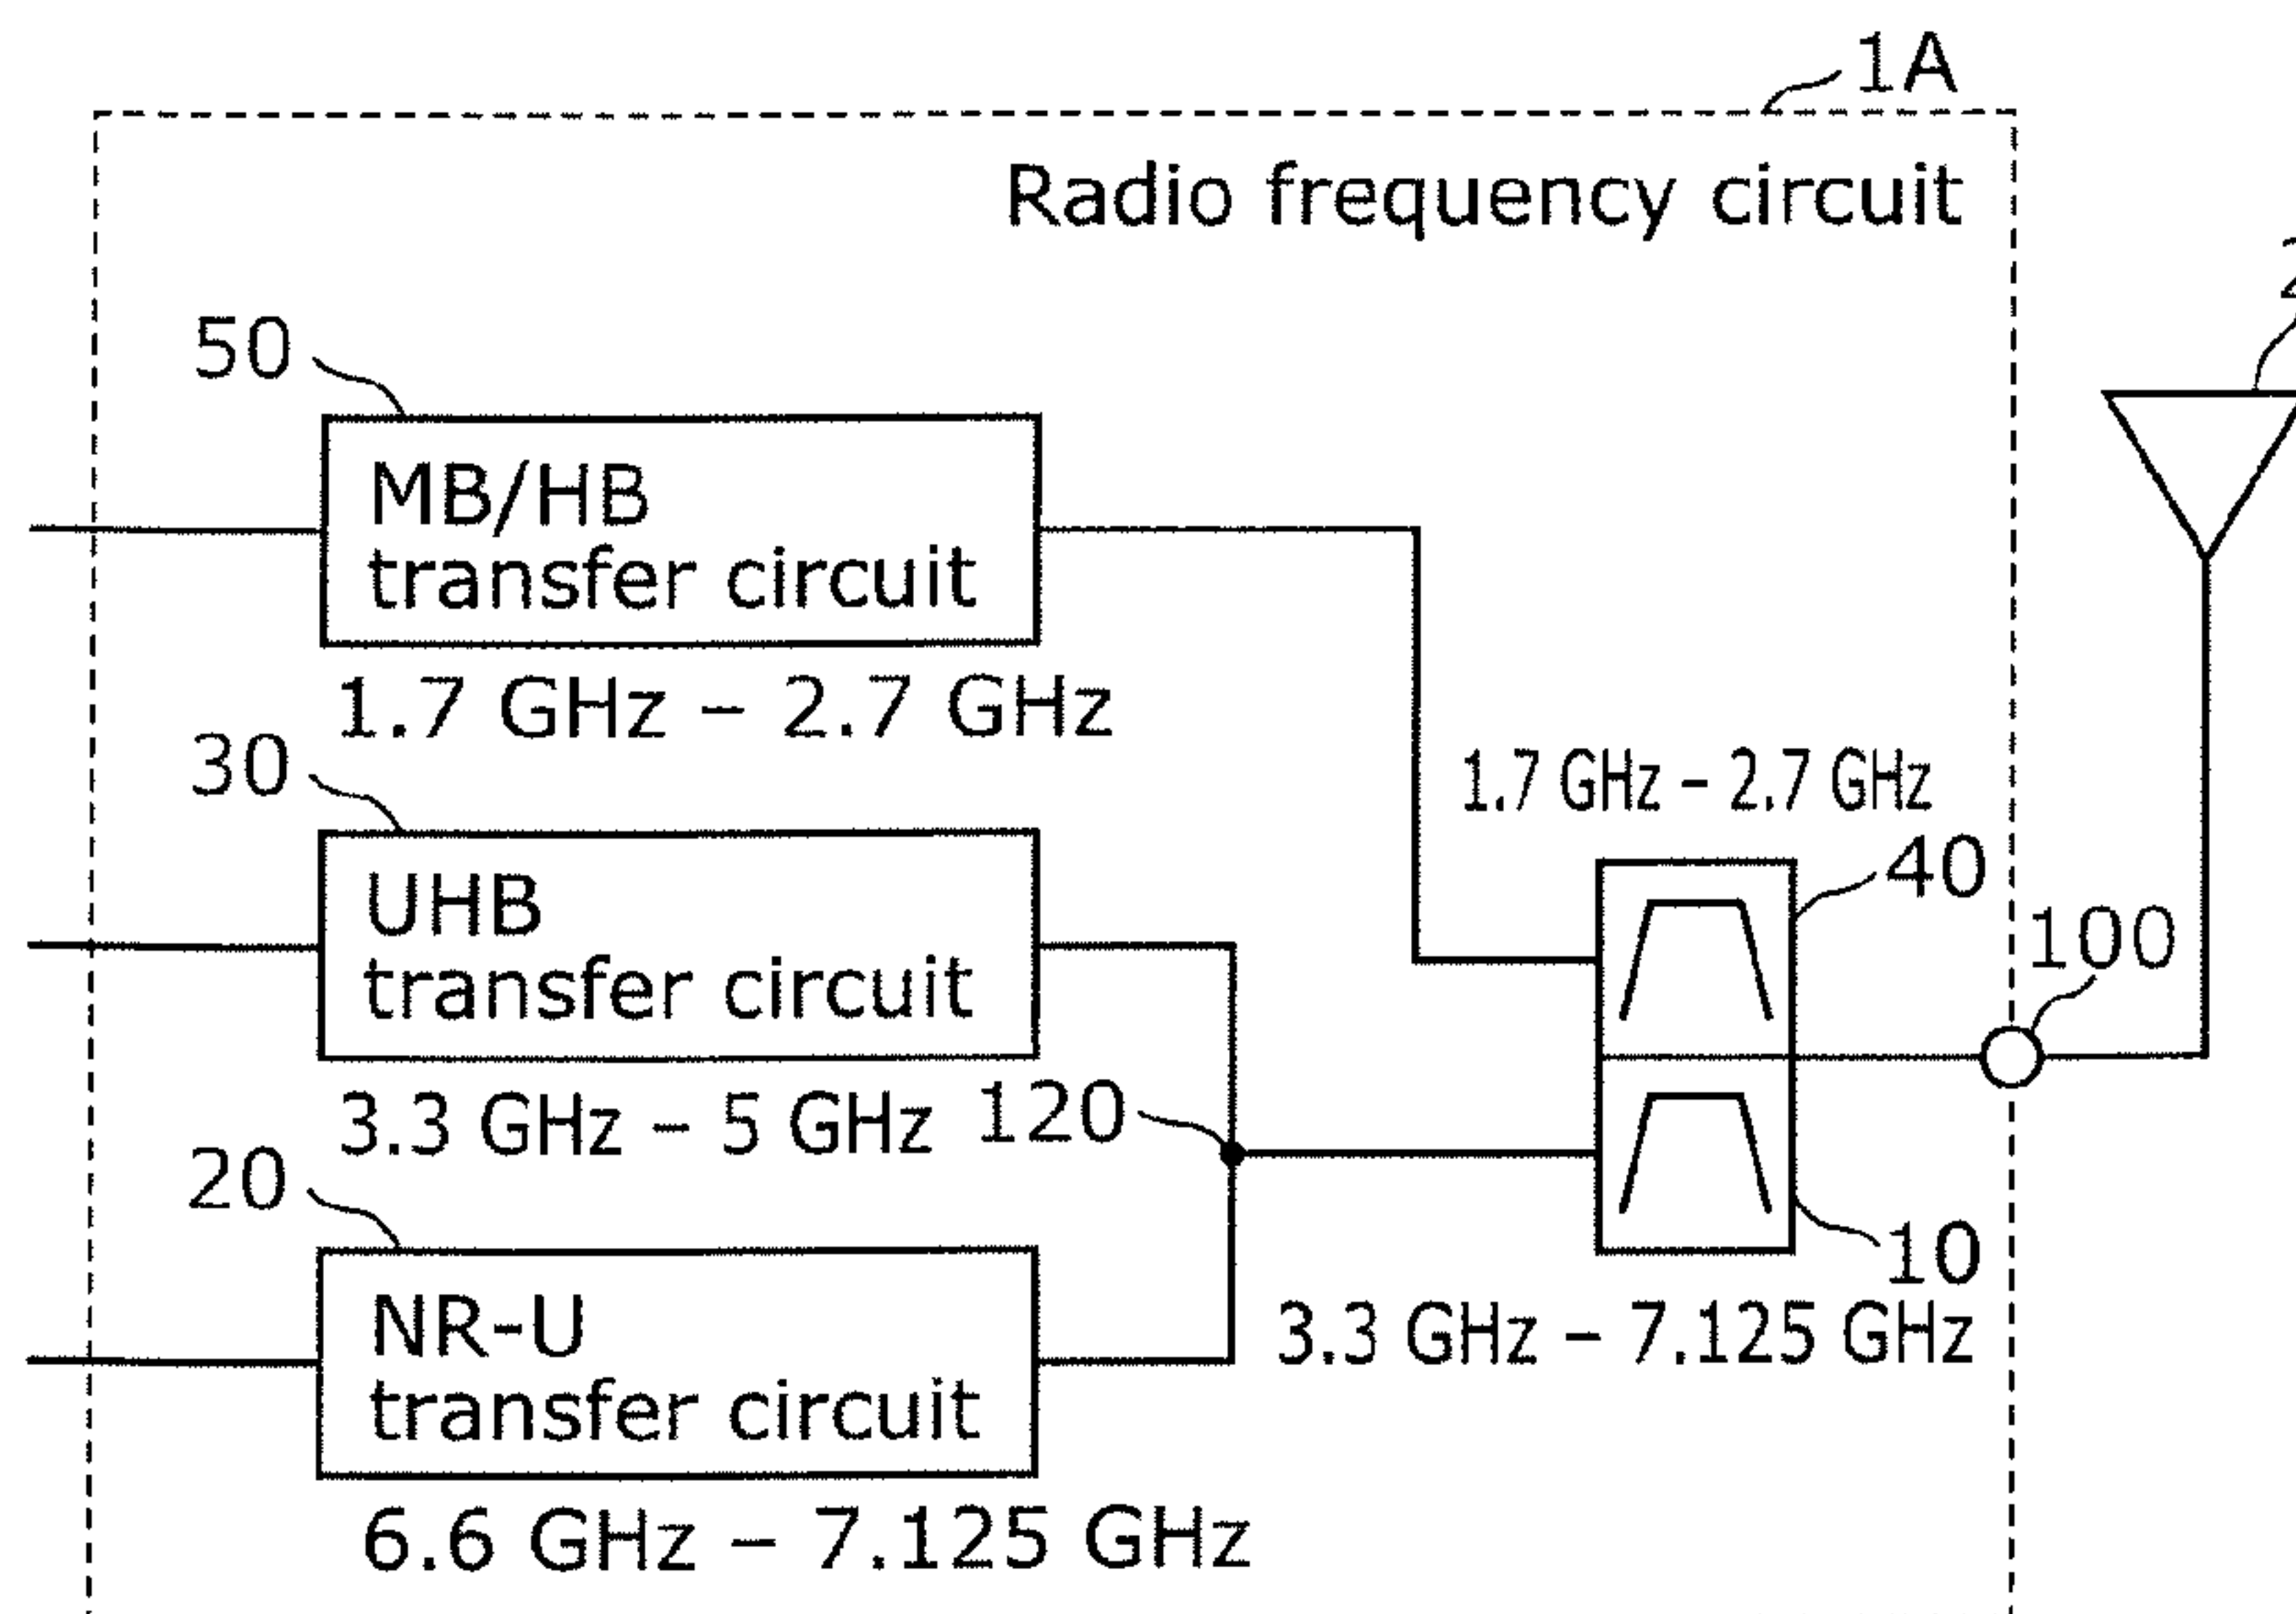 1A
Radio frequency circuit
2
50
MB/HB
transfer circuit
1.7 GHz – 2.7 GHz
30
1.7 GHz – 2.7 GHz
UHB
transfer circuit
40
100
3.3 GHz – 5 GHz
120
20
10
NR-U
transfer circuit
3.3 GHz – 7.125 GHz
6.6 GHz – 7.125 GHz